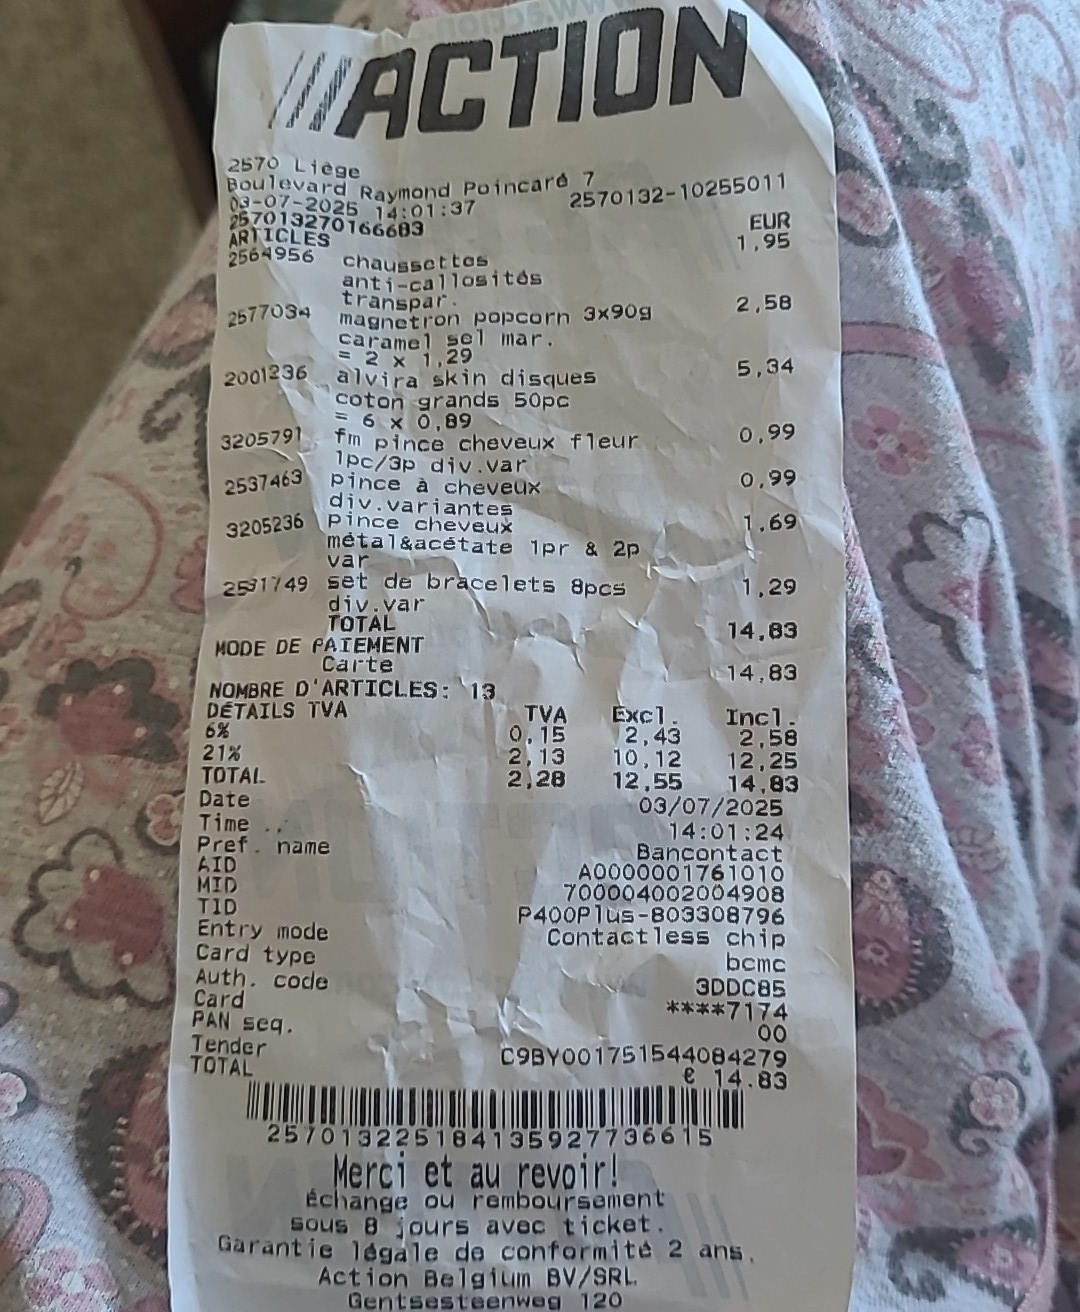 ///ACTION
2570 Liège
Boulevard Raymond Poincaré 7
03-07-2025 14:01:37 2570132-10255011
257013270166683
ARTICLES EUR
2564956 chaussettes 1,95
anti-callosités
transpar.
2577034 magnetron popcorn 3x90g 2,58
caramel sel mar.
= 2 x 1,29
2001236 alvira skin disques 5,34
coton grands 50pc
= 6 x 0,89
3205791 fm pince cheveux fleur 0,99
1pc/3p div.var
2537463 pince à cheveux 0,99
div.variantes
3205236 Pince cheveux 1,69
métal&acétate 1pr & 2p
var
2531749 set de bracelets 8pcs 1,29
div.var
TOTAL 14,83
MODE DE PAIEMENT
Carte 14,83
NOMBRE D'ARTICLES: 13
DÉTAILS TVA TVA Excl. Incl.
6% 0,15 2,43 2,58
21% 2,13 10,12 12,25
TOTAL 2,28 12,55 14,83
Date 03/07/2025
Time .. 14:01:24
Pref. name Bancontact
AID A0000001761010
MID 700004002004908
TID P400Plus-803308796
Entry mode Contactless chip
Card type bcmc
Auth. code 3DDC85
Card ****7174
PAN seq. 00
Tender C9BY001751544084279
TOTAL € 14.83
257013225184135927736615
Merci et au revoir!
Échange ou remboursement
sous 8 jours avec ticket.
Garantie légale de conformité 2 ans.
Action Belgium BV/SRL
Gentsesteenweg 120